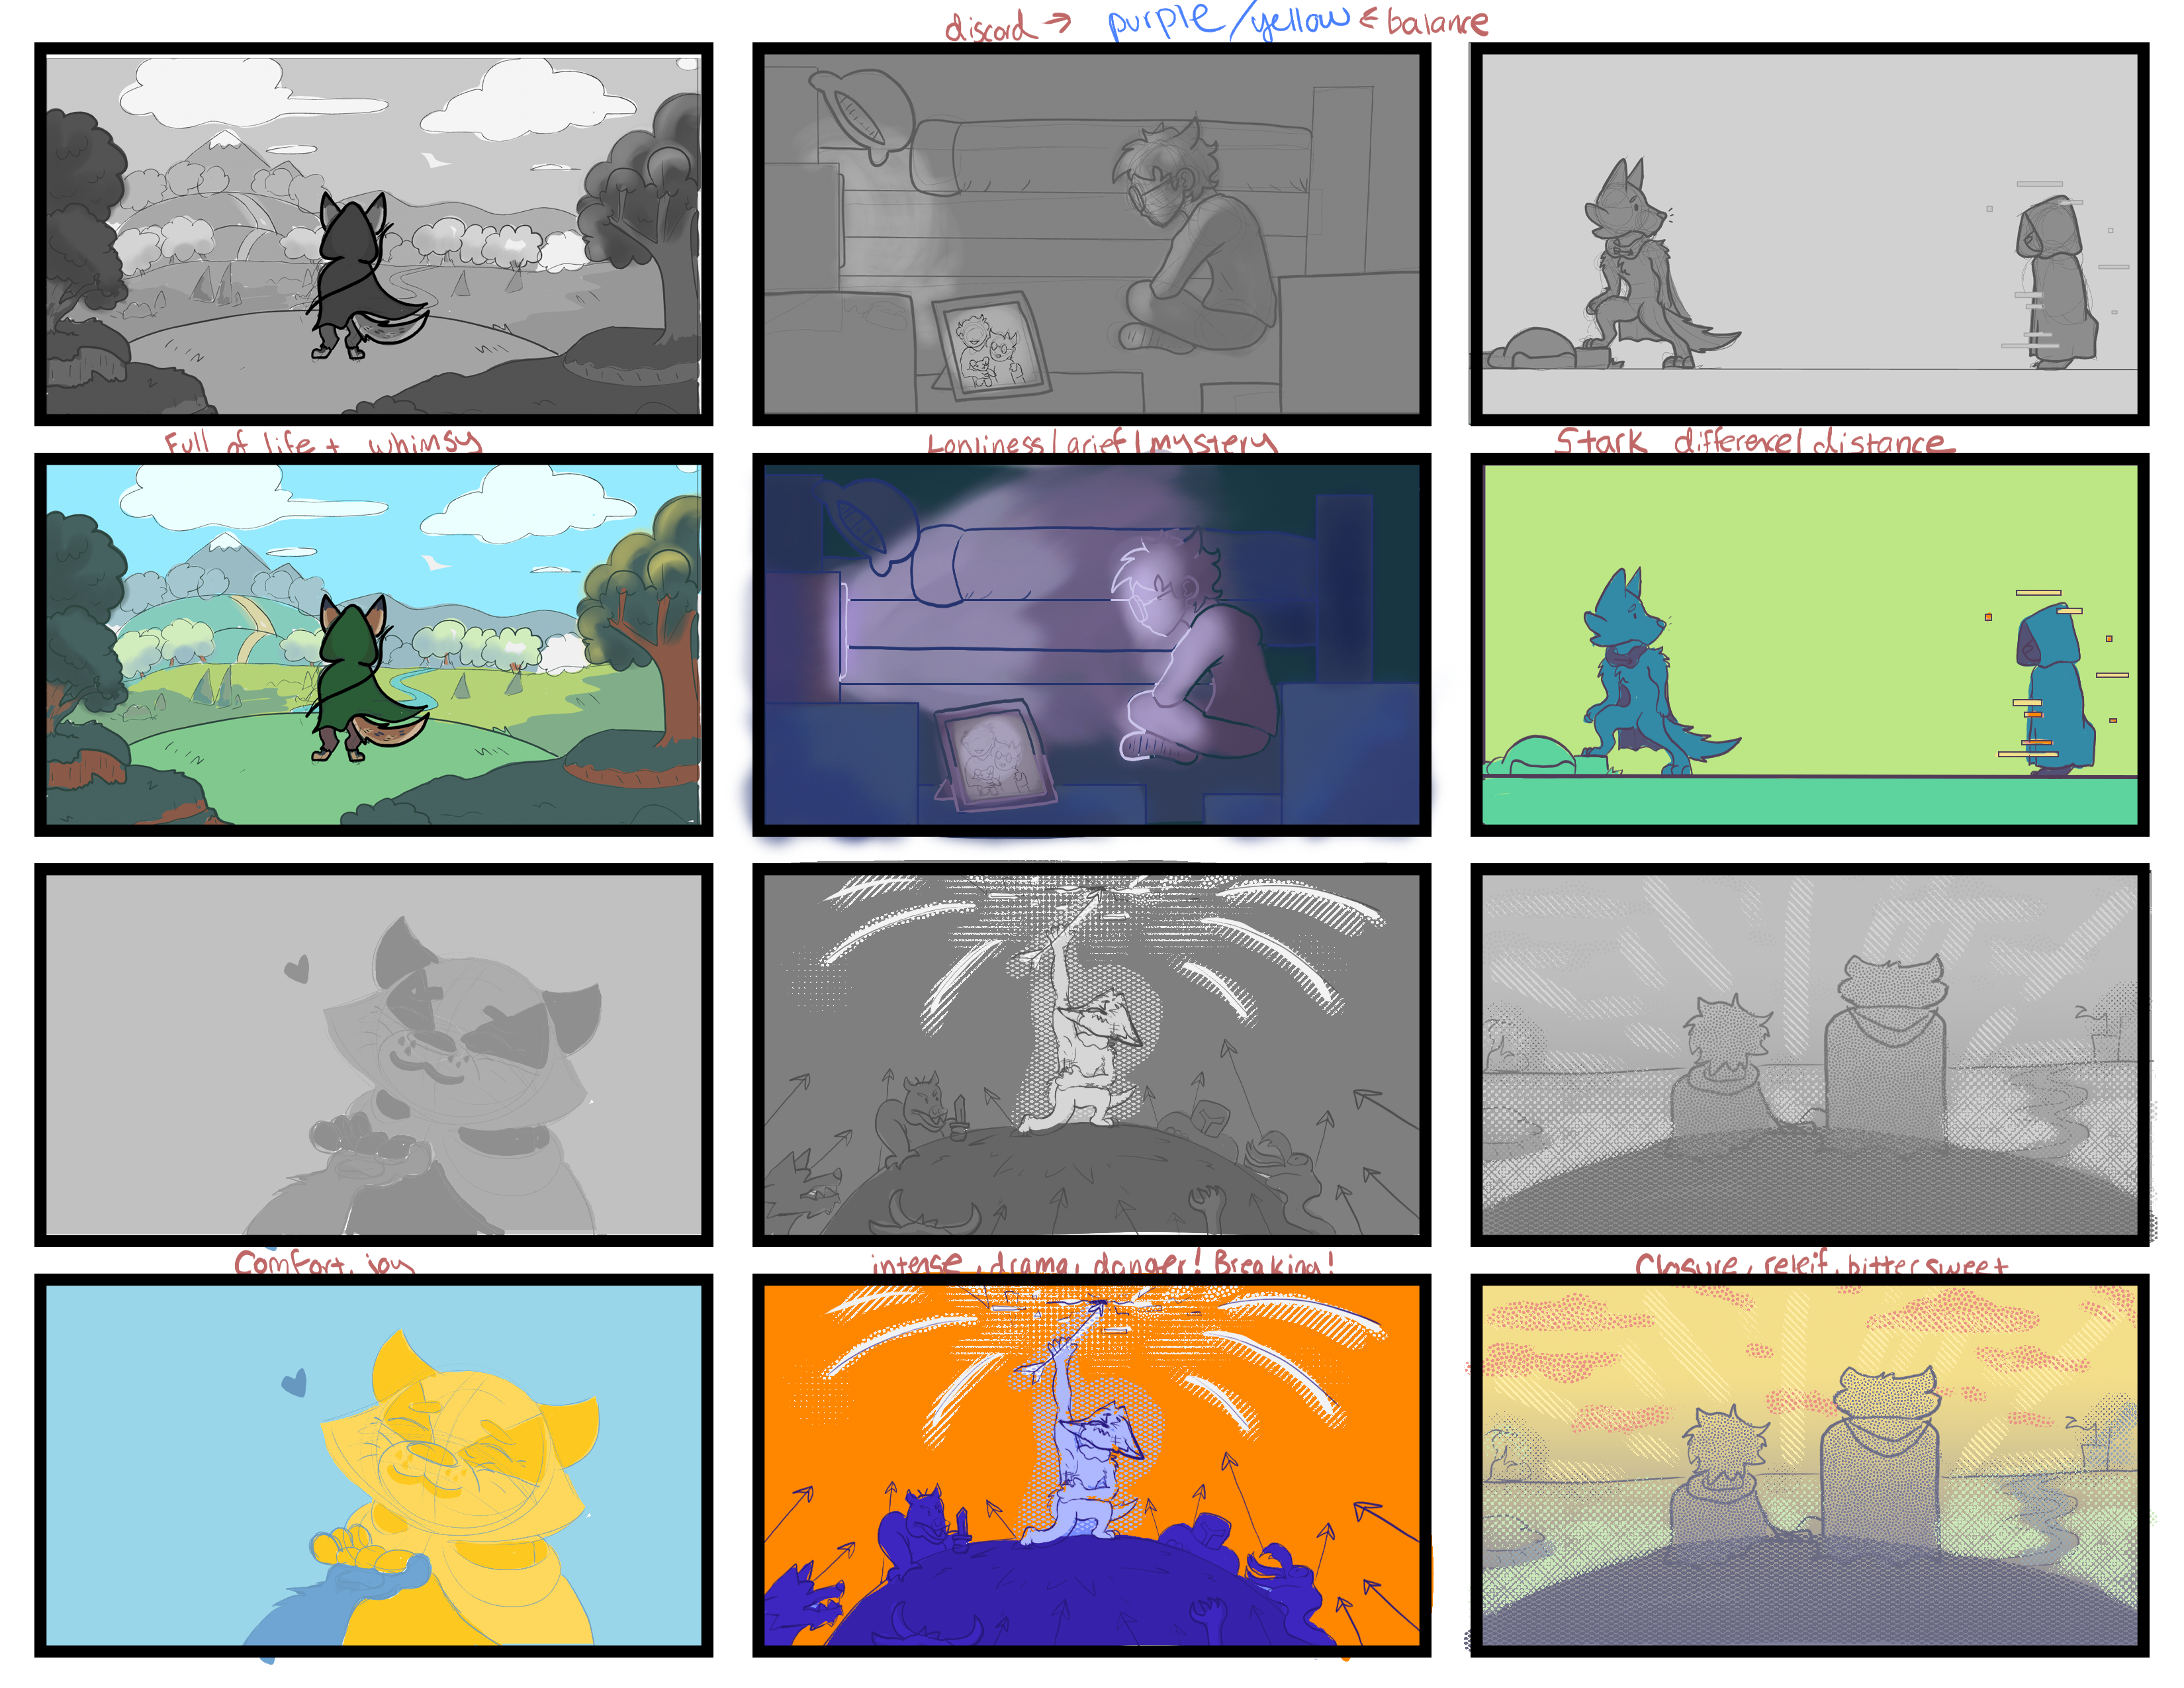 discord → purple/yellow ← balance
Full of life + whimsy
Lonliness/grief/mystery
Stark difference/distance
Comfort, joy
intense, drama, danger! Breaking!
Closure, releif, bittersweet